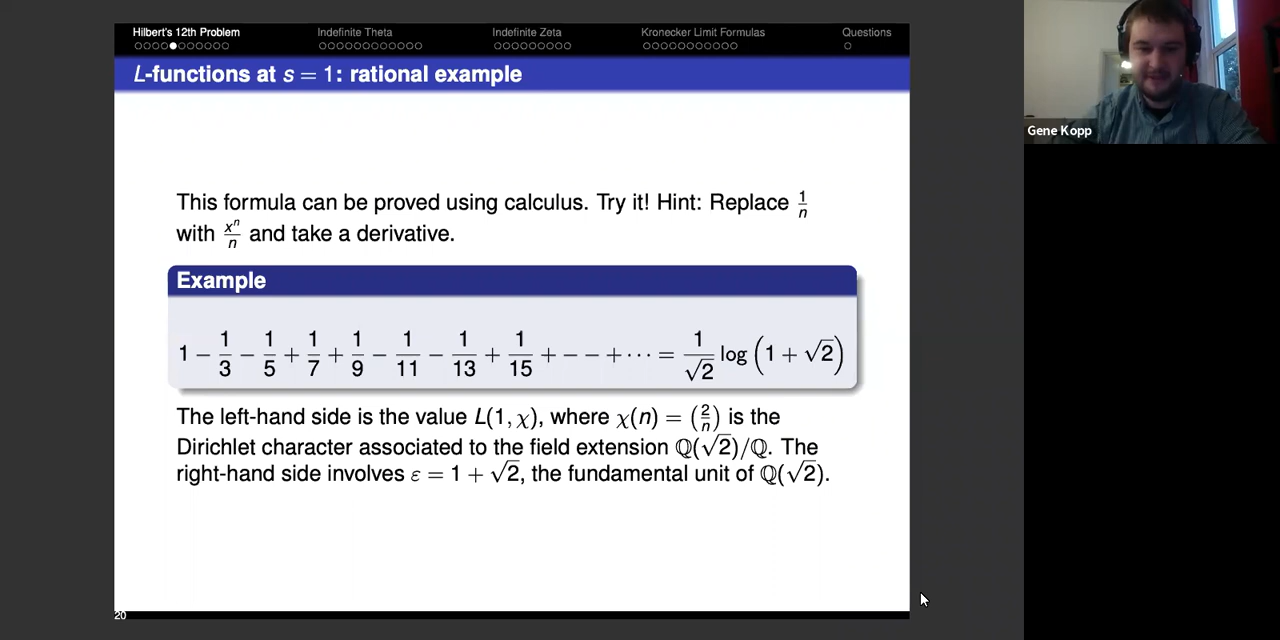 Hilbert's 12th Problem Indefinite Theta Indefinite Zeta Kronecker Limit Formulas Questions
L-functions at s = 1: rational example
This formula can be proved using calculus. Try it! Hint: Replace 1/n
with xⁿ/n and take a derivative.
Example
1 − 1/3 − 1/5 + 1/7 + 1/9 − 1/11 − 1/13 + 1/15 + − − + ⋯ = 1/√2 log (1 + √2)
The left-hand side is the value L(1, χ), where χ(n) = (2/n) is the
Dirichlet character associated to the field extension ℚ(√2)/ℚ. The
right-hand side involves ε = 1 + √2, the fundamental unit of ℚ(√2).
20
Gene Kopp